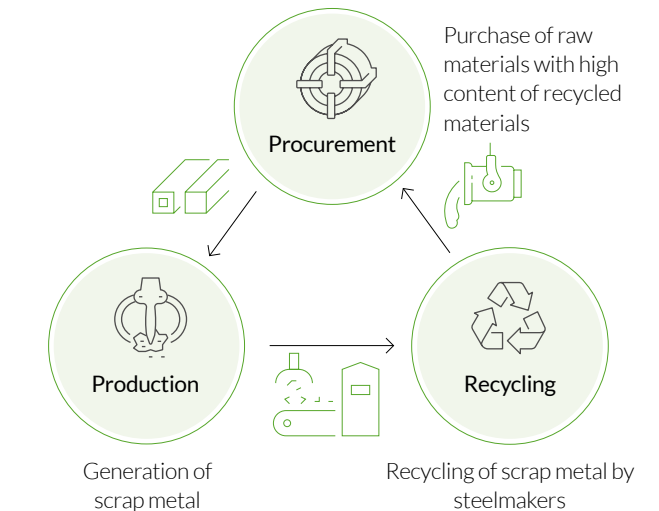 Purchase of raw
materials with high
content of recycled
materials
Procurement
Production
Recycling
Generation of
scrap metal
Recycling of scrap metal by
steelmakers